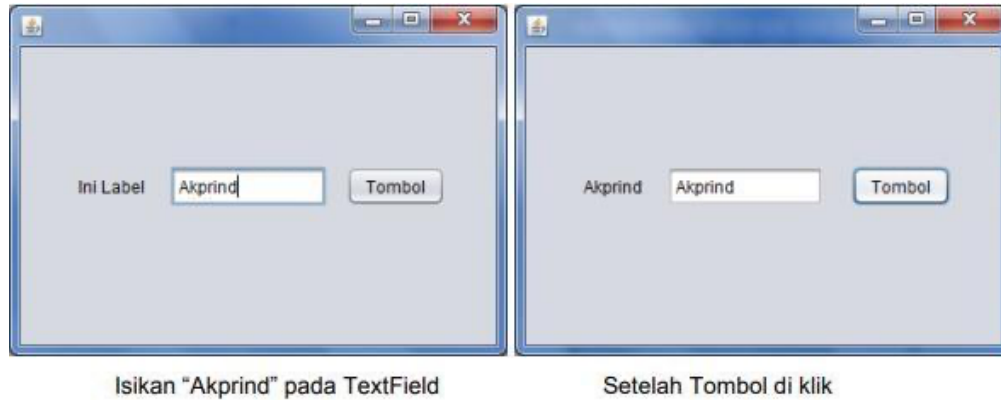 Ini Label Akprind Tombol
Akprind Akprind Tombol
Isikan “Akprind” pada TextField
Setelah Tombol di klik